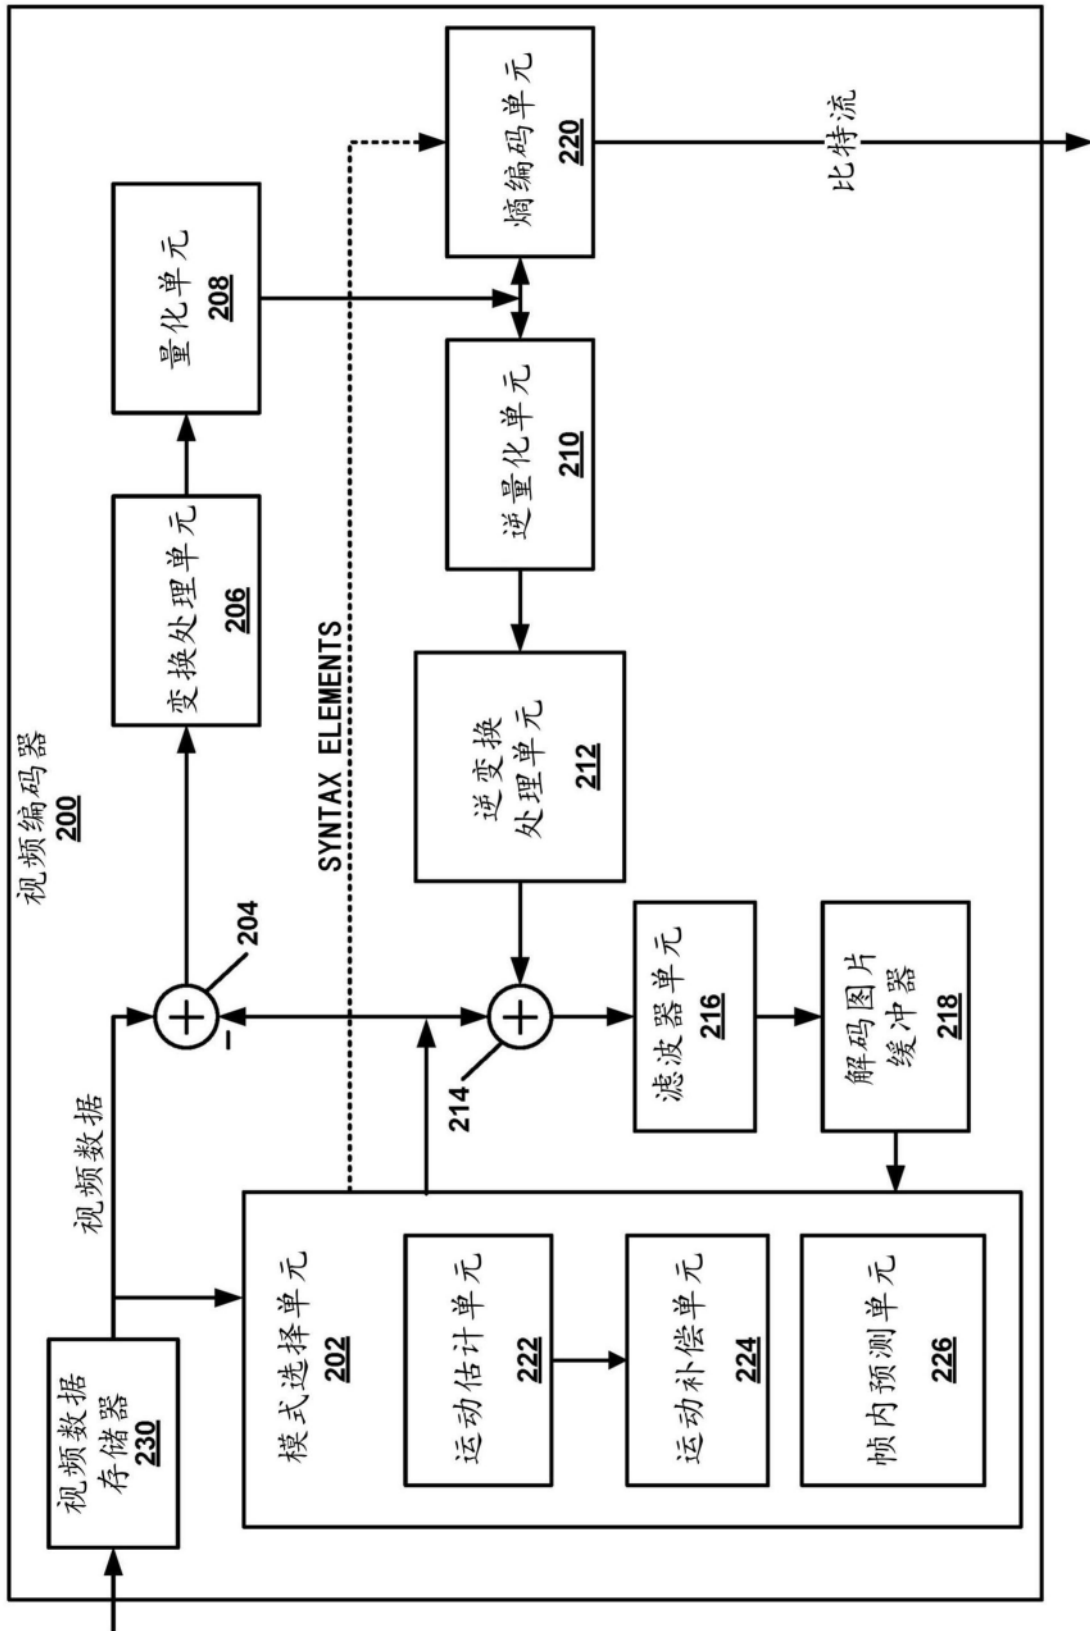 视频编码器
200
视频数据
存储器
230
视频数据
204
变换处理单元
206
量化单元
208
SYNTAX ELEMENTS
模式选择单元
202
运动估计单元
222
运动补偿单元
224
帧内预测单元
226
214
逆变换
处理单元
212
逆量化单元
210
熵编码单元
220
滤波器单元
216
解码图片
缓冲器
218
比特流